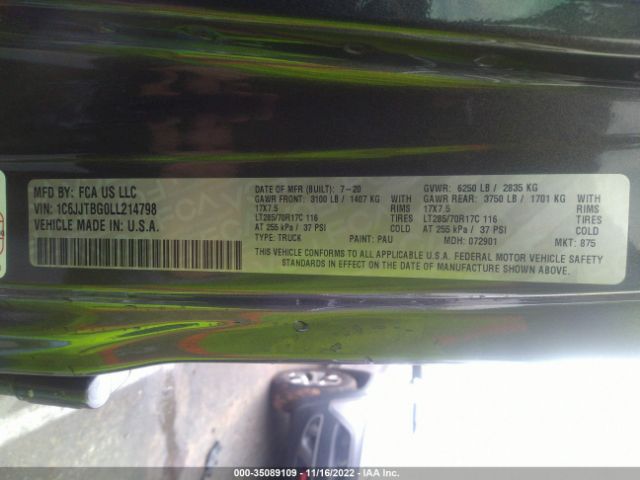 MFD BY: FCA US LLC
VIN: 1C6JJTBG0LL214798
VEHICLE MADE IN: U.S.A.
DATE OF MFR (BUILT): 7-20
GAWR FRONT: 3100 LB / 1407 KG WITH
17X7.5 RIMS
LT285/70R17C 116 TIRES
AT 255 kPa / 37 PSI COLD
TYPE: TRUCK PAINT: PAU
GVWR: 6250 LB / 2835 KG
GAWR REAR: 3750 LB / 1701 KG WITH
17X7.5 RIMS
LT285/70R17C 116 TIRES
AT 255 kPa / 37 PSI COLD
MDH: 072901 MKT: 875
THIS VEHICLE CONFORMS TO ALL APPLICABLE U.S.A. FEDERAL MOTOR VEHICLE SAFETY
STANDARDS IN EFFECT ON THE DATE OF MANUFACTURE SHOWN ABOVE.
000-35089109 - 11/16/2022 - IAA Inc.